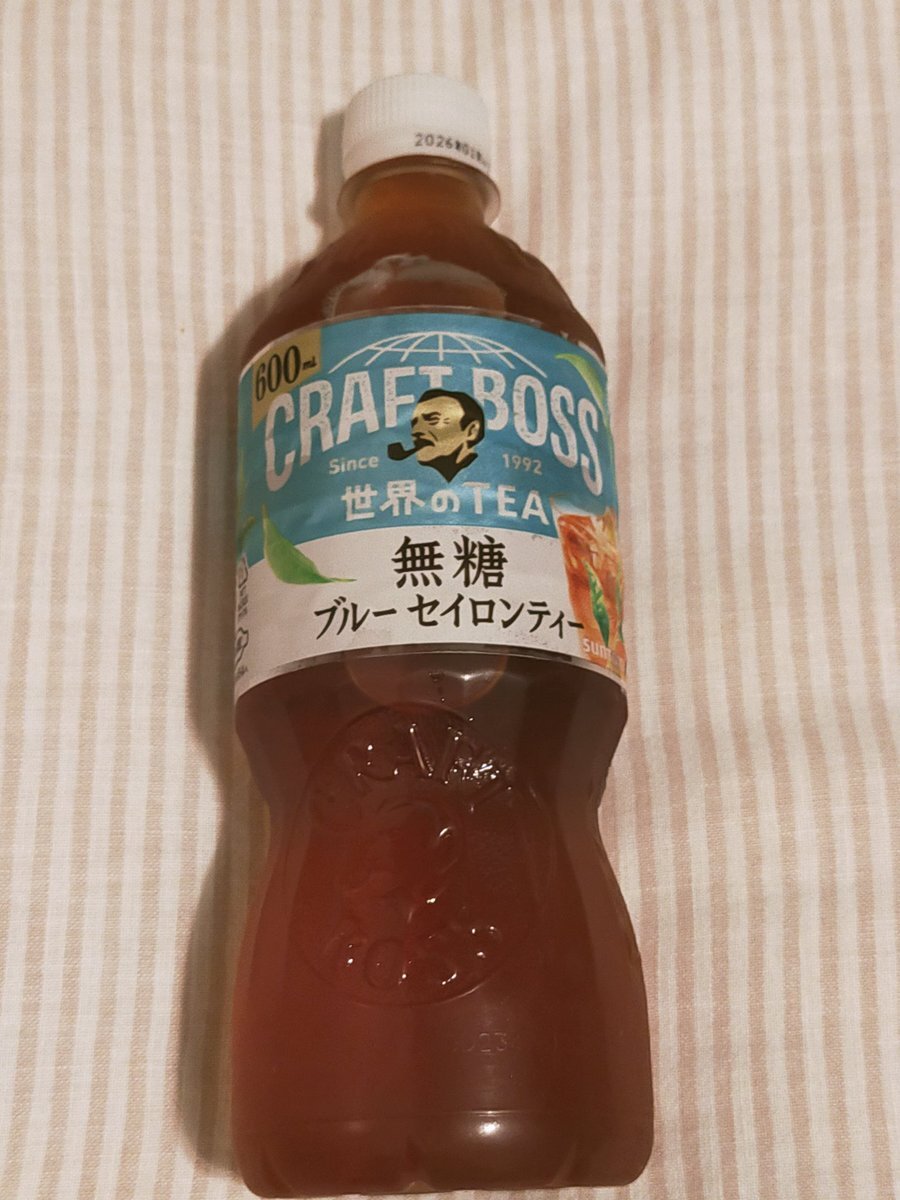 600mL
CRAFT BOSS
Since 1992
世界のTEA
無糖
ブルー セイロンティー